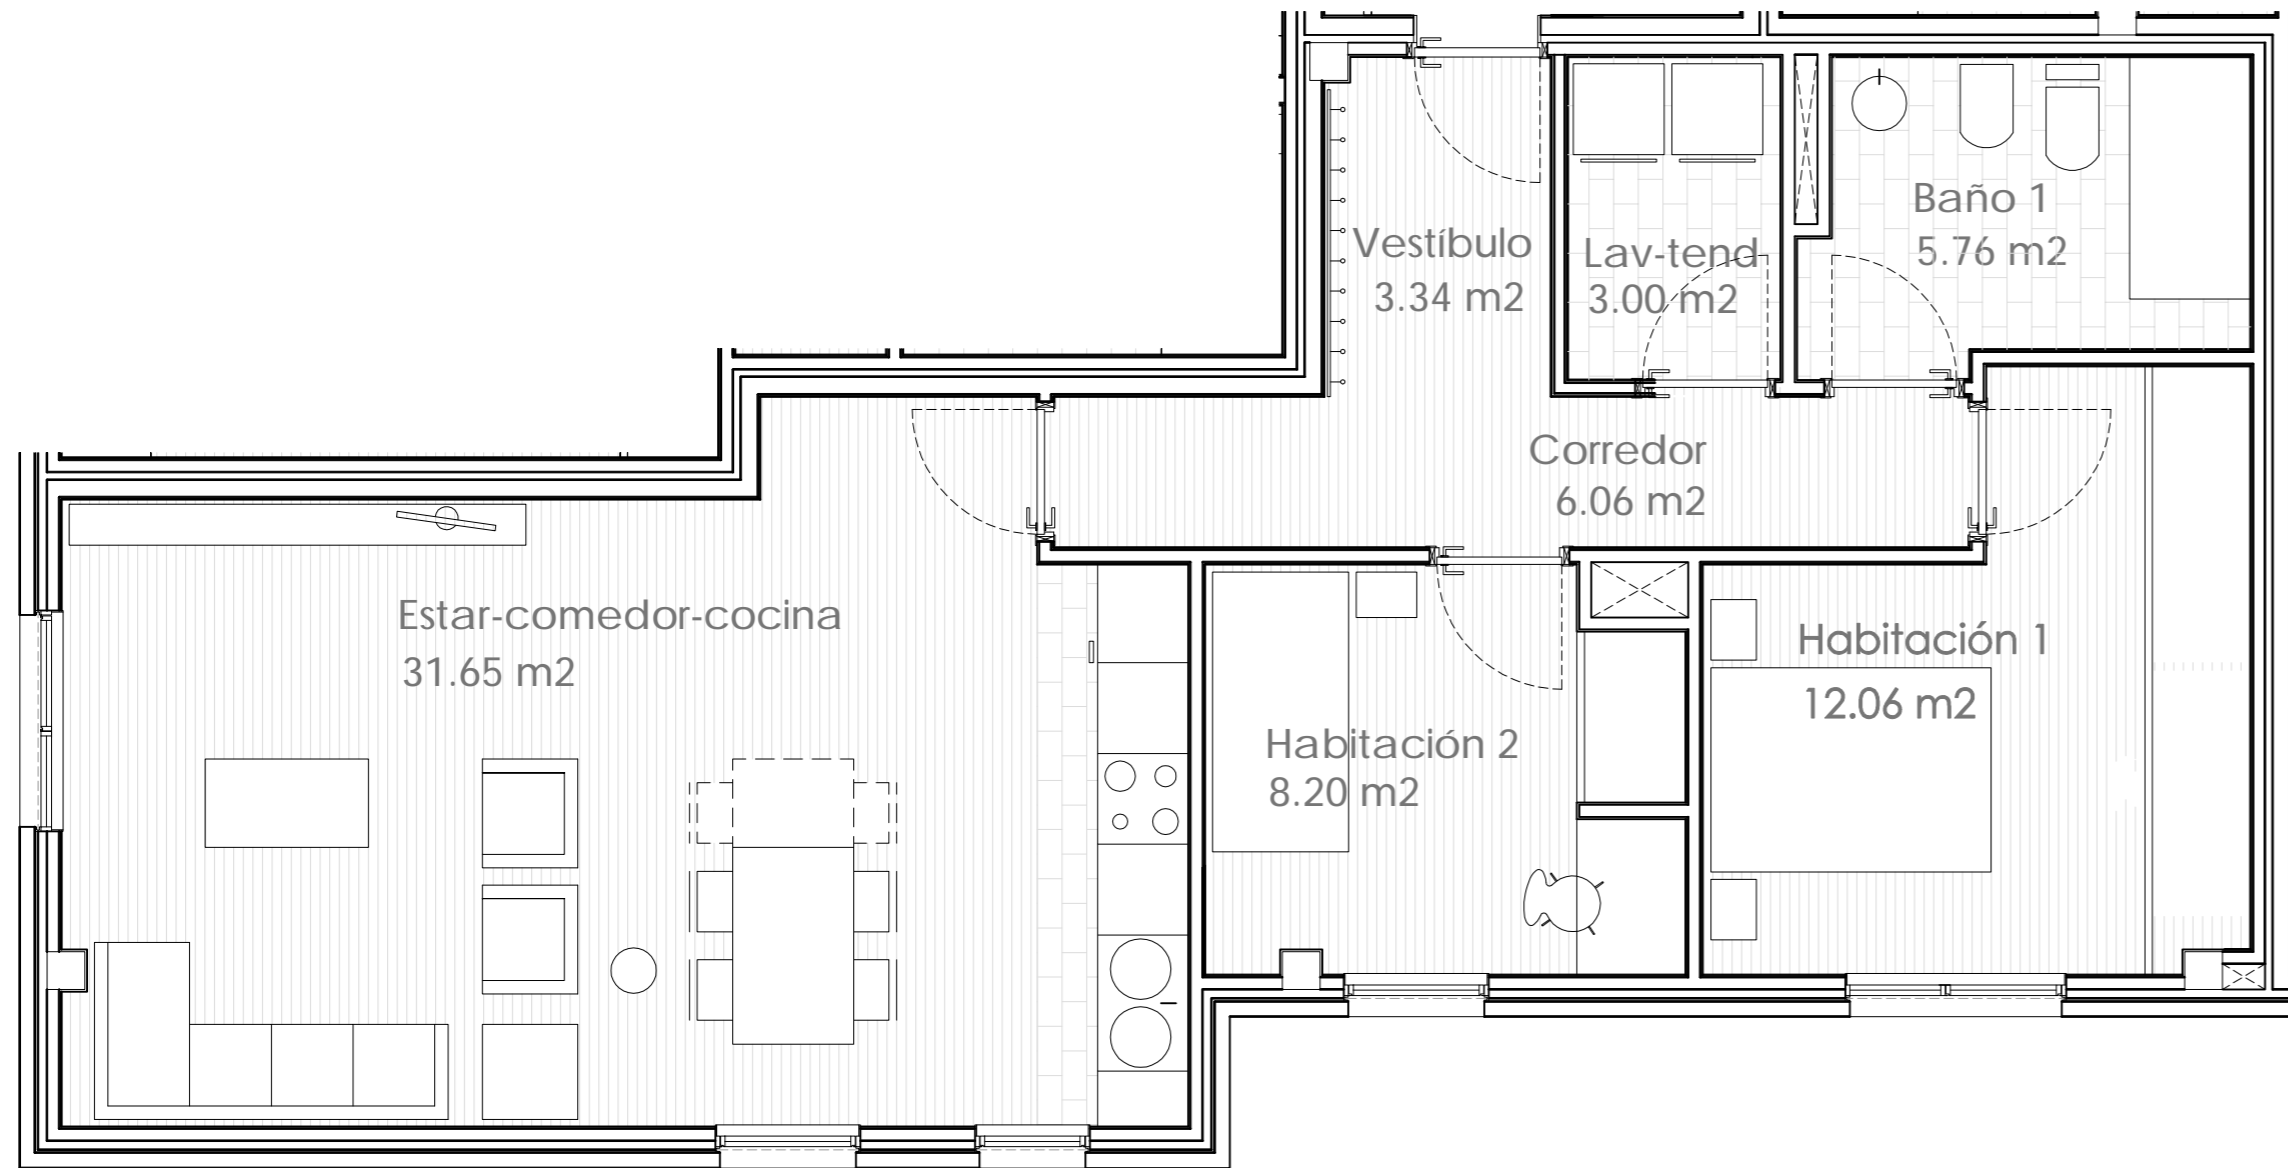 Vestíbulo
3.34 m2
Lav-tend
3.00 m2
Baño 1
5.76 m2
Corredor
6.06 m2
Estar-comedor-cocina
31.65 m2
Habitación 2
8.20 m2
Habitación 1
12.06 m2